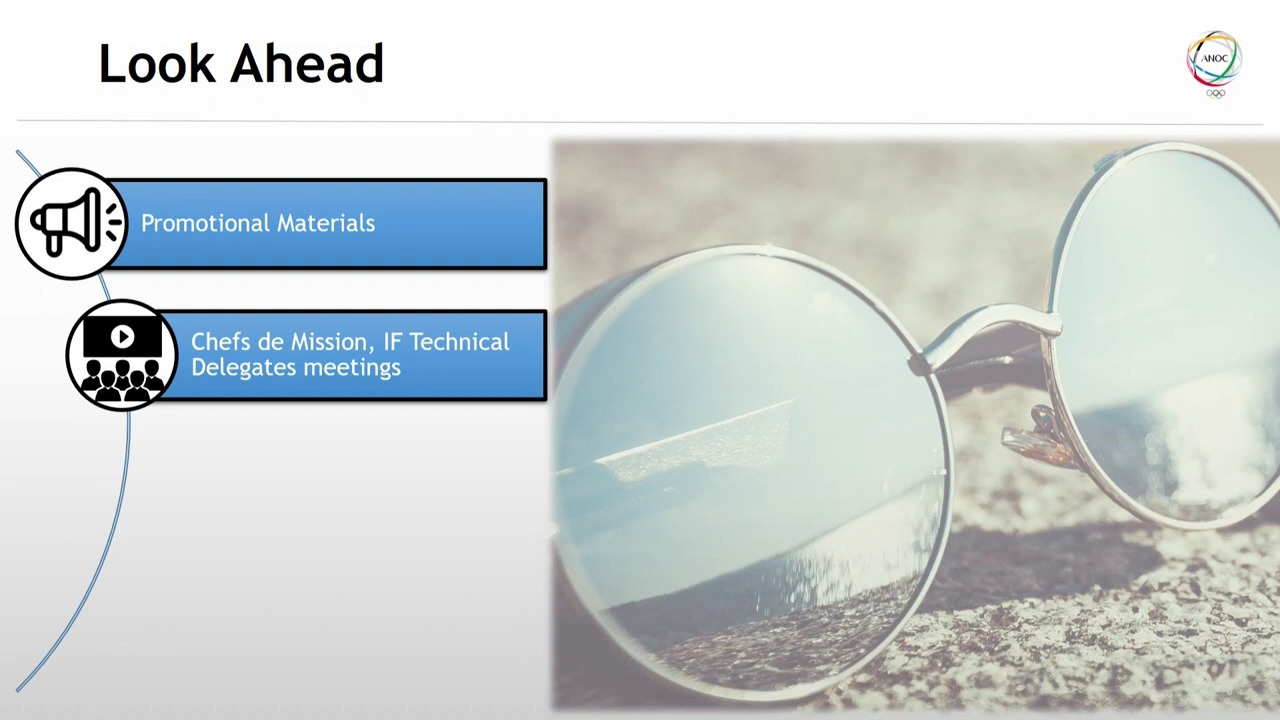 Look Ahead
ANOC
Promotional Materials
Chefs de Mission, IF Technical
Delegates meetings